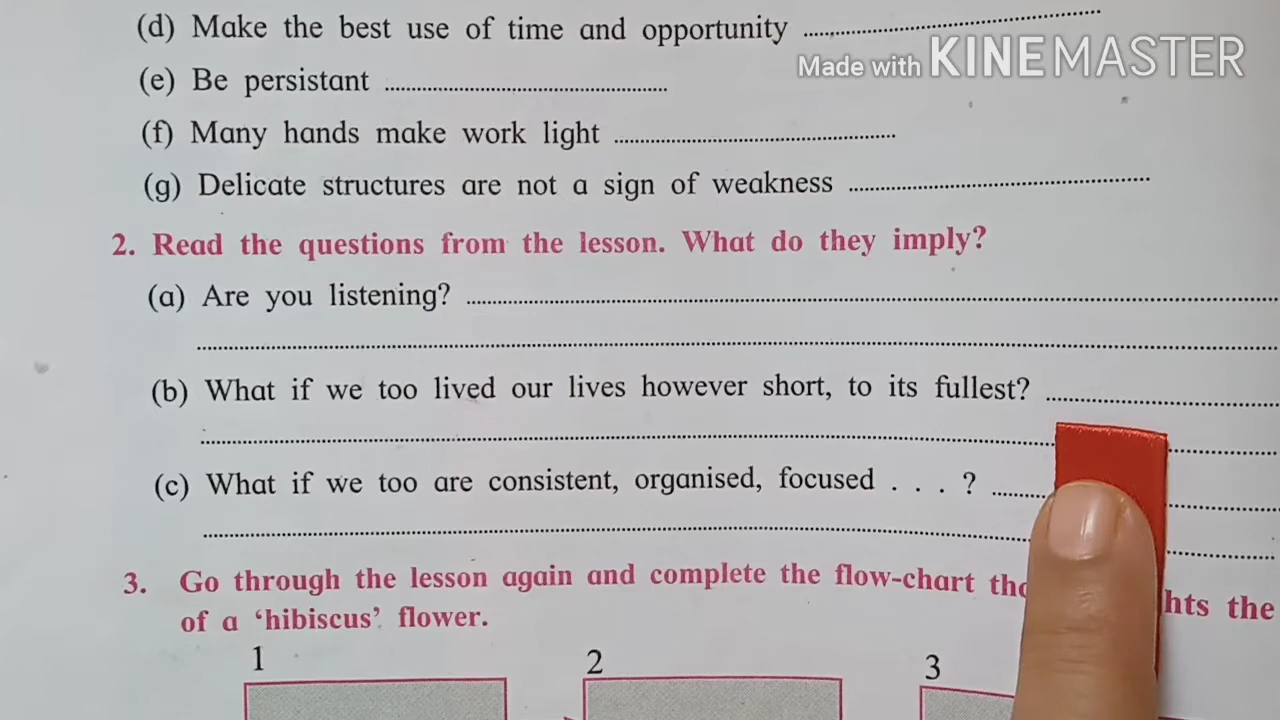 (d) Make the best use of time and opportunity ....................
Made with KINEMASTER
(e) Be persistant ....................
(f) Many hands make work light ....................
(g) Delicate structures are not a sign of weakness ....................
2. Read the questions from the lesson. What do they imply?
(a) Are you listening? ....................
(b) What if we too lived our lives however short, to its fullest? ....................
(c) What if we too are consistent, organised, focused . . . ? ....................
3. Go through the lesson again and complete the flow-chart the
of a ‘hibiscus’ flower.
1 2 3